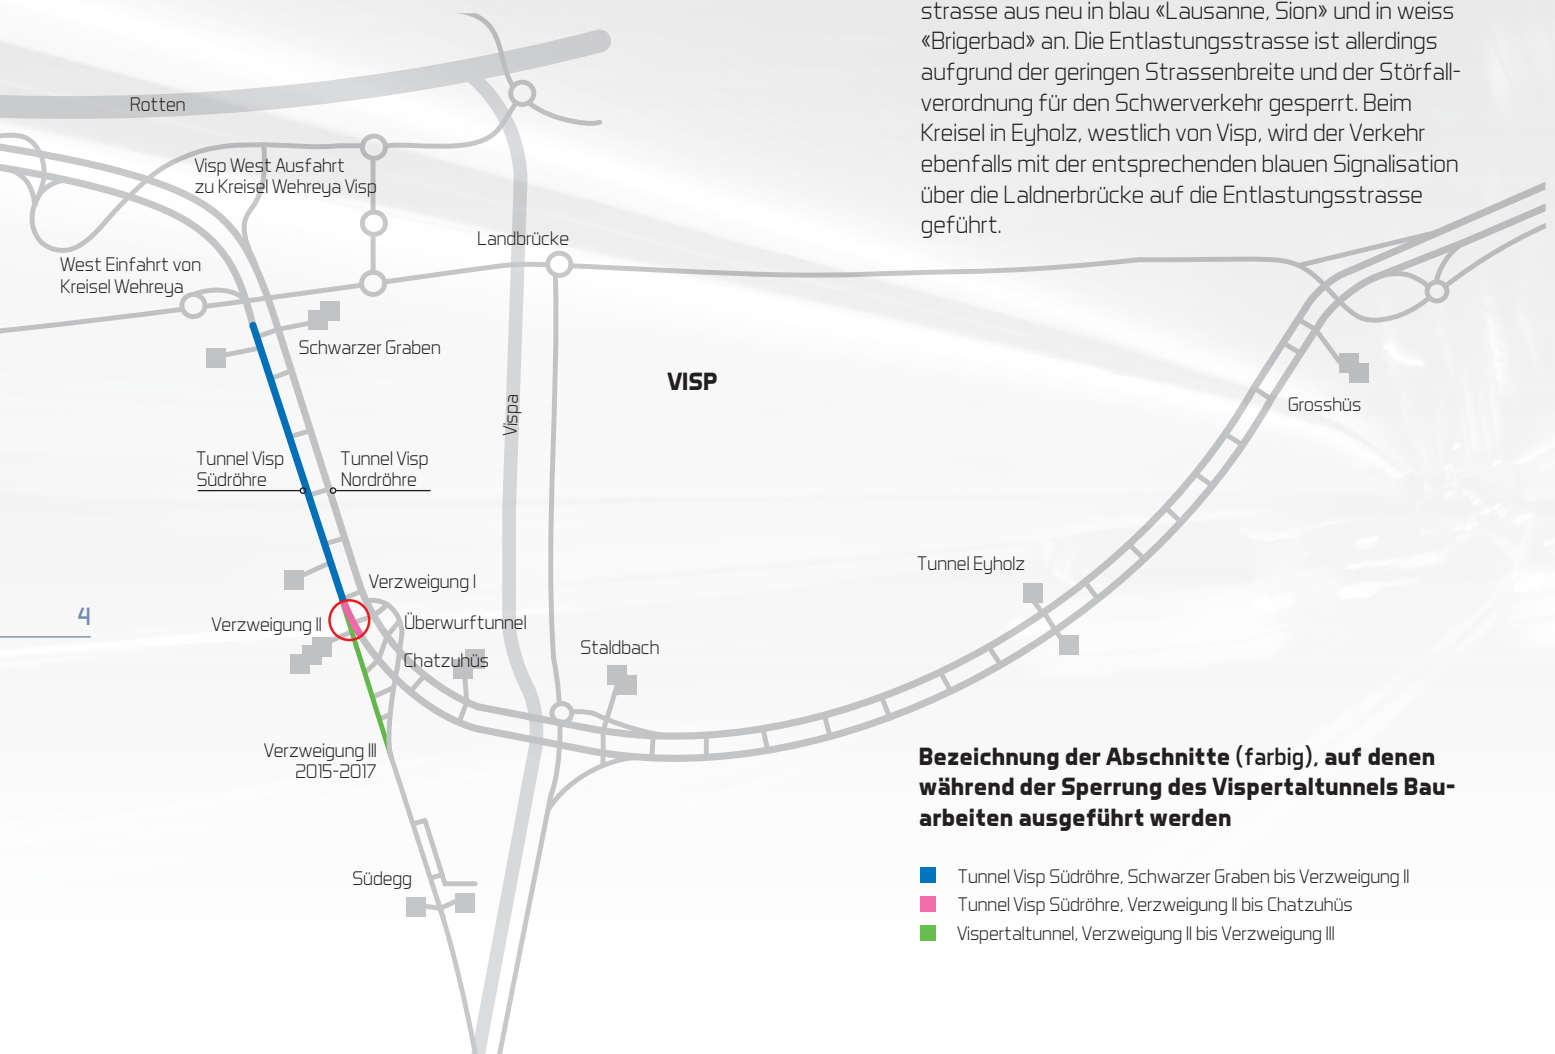 strasse aus neu in blau «Lausanne, Sion» und in weiss
«Brigerbad» an. Die Entlastungsstrasse ist allerdings
aufgrund der geringen Strassenbreite und der Störfall-
verordnung für den Schwerverkehr gesperrt. Beim
Kreisel in Eyholz, westlich von Visp, wird der Verkehr
ebenfalls mit der entsprechenden blauen Signalisation
über die Laldnerbrücke auf die Entlastungsstrasse
geführt.
Rotten
Visp West Ausfahrt
zu Kreisel Wehreya Visp
Landbrücke
West Einfahrt von
Kreisel Wehreya
Schwarzer Graben
VISP
Vispa
Grosshüs
Tunnel Visp
Südröhre
Tunnel Visp
Nordröhre
Tunnel Eyholz
Verzweigung I
4
Verzweigung II
Überwurftunnel
Chatzuhüs
Staldbach
Verzweigung III
2015-2017
Südegg
Bezeichnung der Abschnitte (farbig), auf denen
während der Sperrung des Vispertaltunnels Bau-
arbeiten ausgeführt werden
Tunnel Visp Südröhre, Schwarzer Graben bis Verzweigung II
Tunnel Visp Südröhre, Verzweigung II bis Chatzuhüs
Vispertaltunnel, Verzweigung II bis Verzweigung III